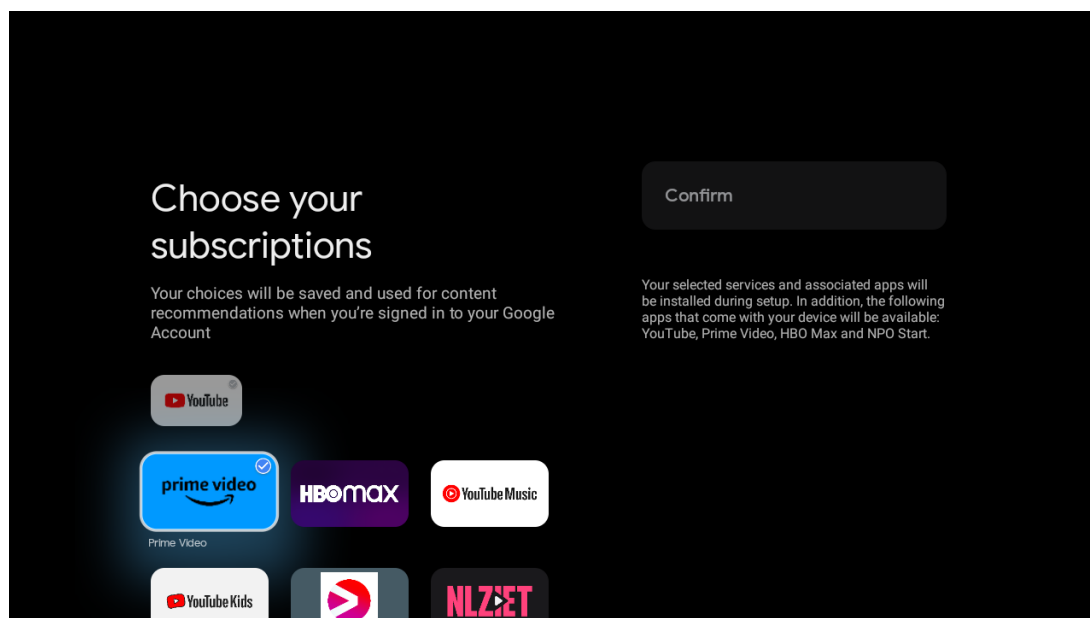 Choose your
subscriptions
Your choices will be saved and used for content
recommendations when you’re signed in to your Google
Account
YouTube
prime video
HBOmax
YouTube Music
Prime Video
YouTube Kids
NLZIET
Confirm
Your selected services and associated apps will
be installed during setup. In addition, the following
apps that come with your device will be available:
YouTube, Prime Video, HBO Max and NPO Start.